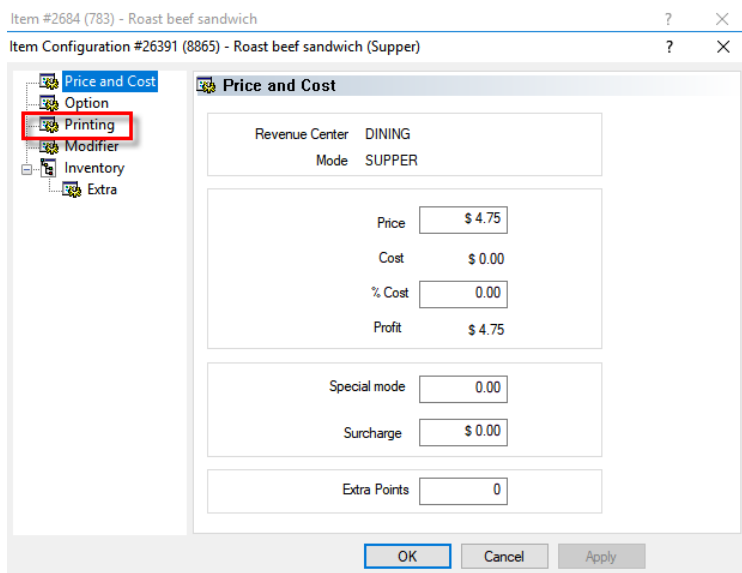 Item #2684 (783) - Roast beef sandwich ?
Item Configuration #26391 (8865) - Roast beef sandwich (Supper) ?
Price and Cost
Option
Printing
Modifier
Inventory
Extra
Price and Cost
Revenue Center DINING
Mode SUPPER
Price $ 4.75
Cost $ 0.00
% Cost 0.00
Profit $ 4.75
Special mode 0.00
Surcharge $ 0.00
Extra Points 0
OK Cancel Apply